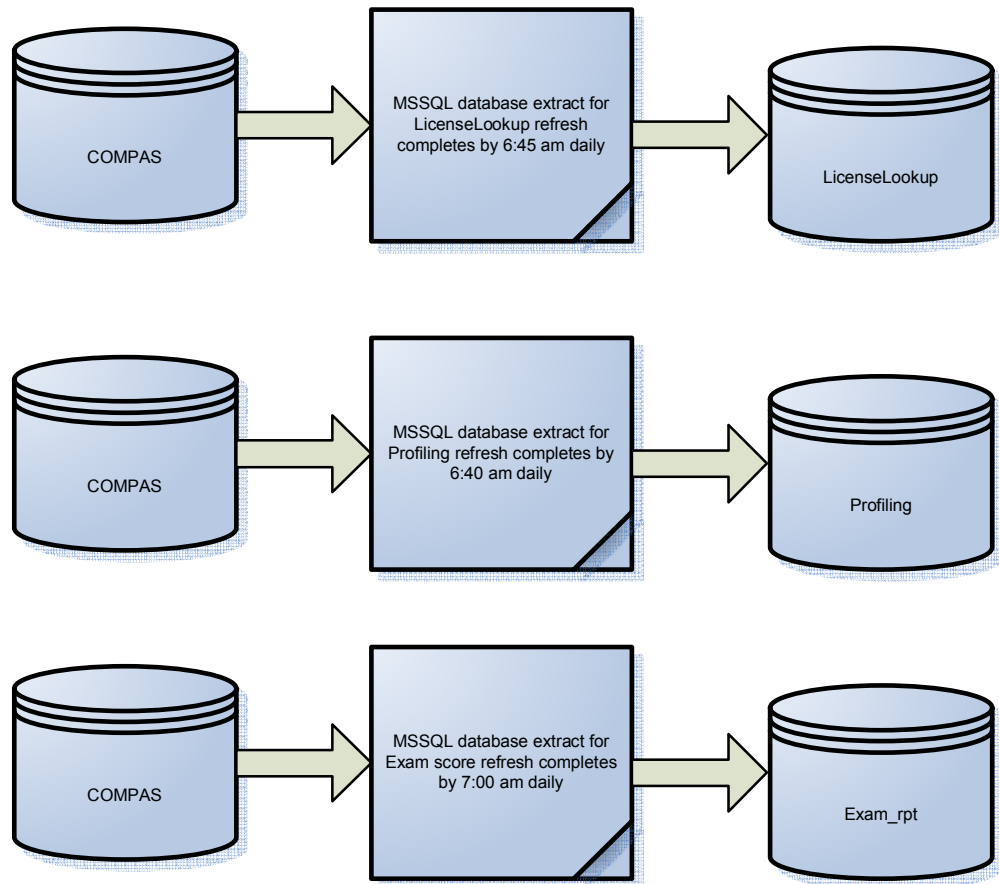 COMPAS
MSSQL database extract for
LicenseLookup refresh
completes by 6:45 am daily
LicenseLookup
COMPAS
MSSQL database extract for
Profiling refresh completes by
6:40 am daily
Profiling
COMPAS
MSSQL database extract for
Exam score refresh completes
by 7:00 am daily
Exam_rpt